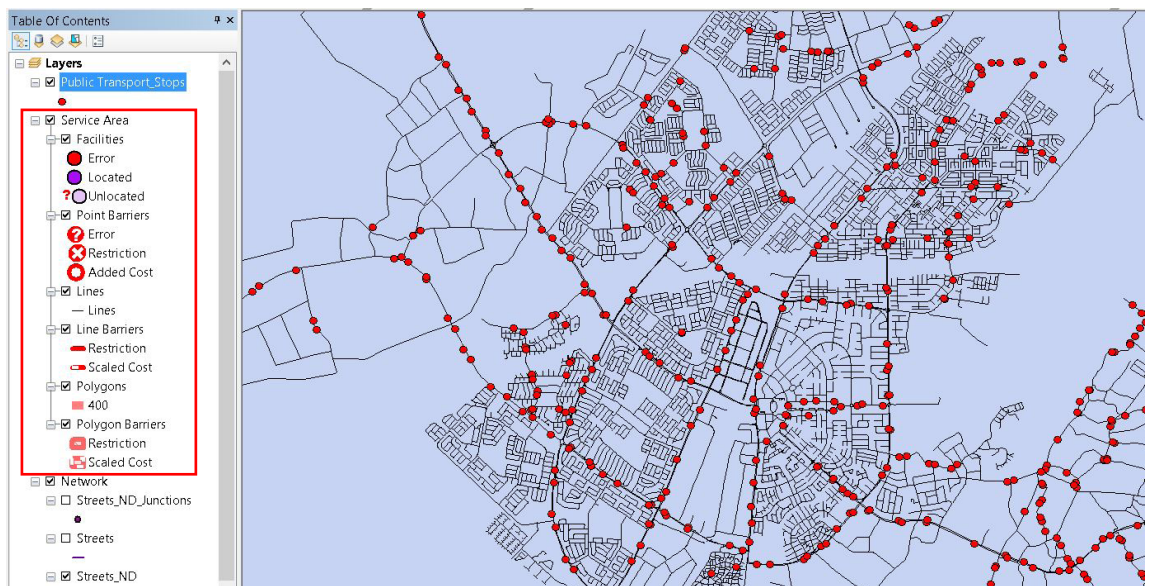 Table Of Contents
Layers
Public Transport_Stops
Service Area
Facilities
Error
Located
?Unlocated
Point Barriers
Error
Restriction
Added Cost
Lines
Lines
Line Barriers
Restriction
Scaled Cost
Polygons
400
Polygon Barriers
Restriction
Scaled Cost
Network
Streets_ND_Junctions
Streets
Streets_ND